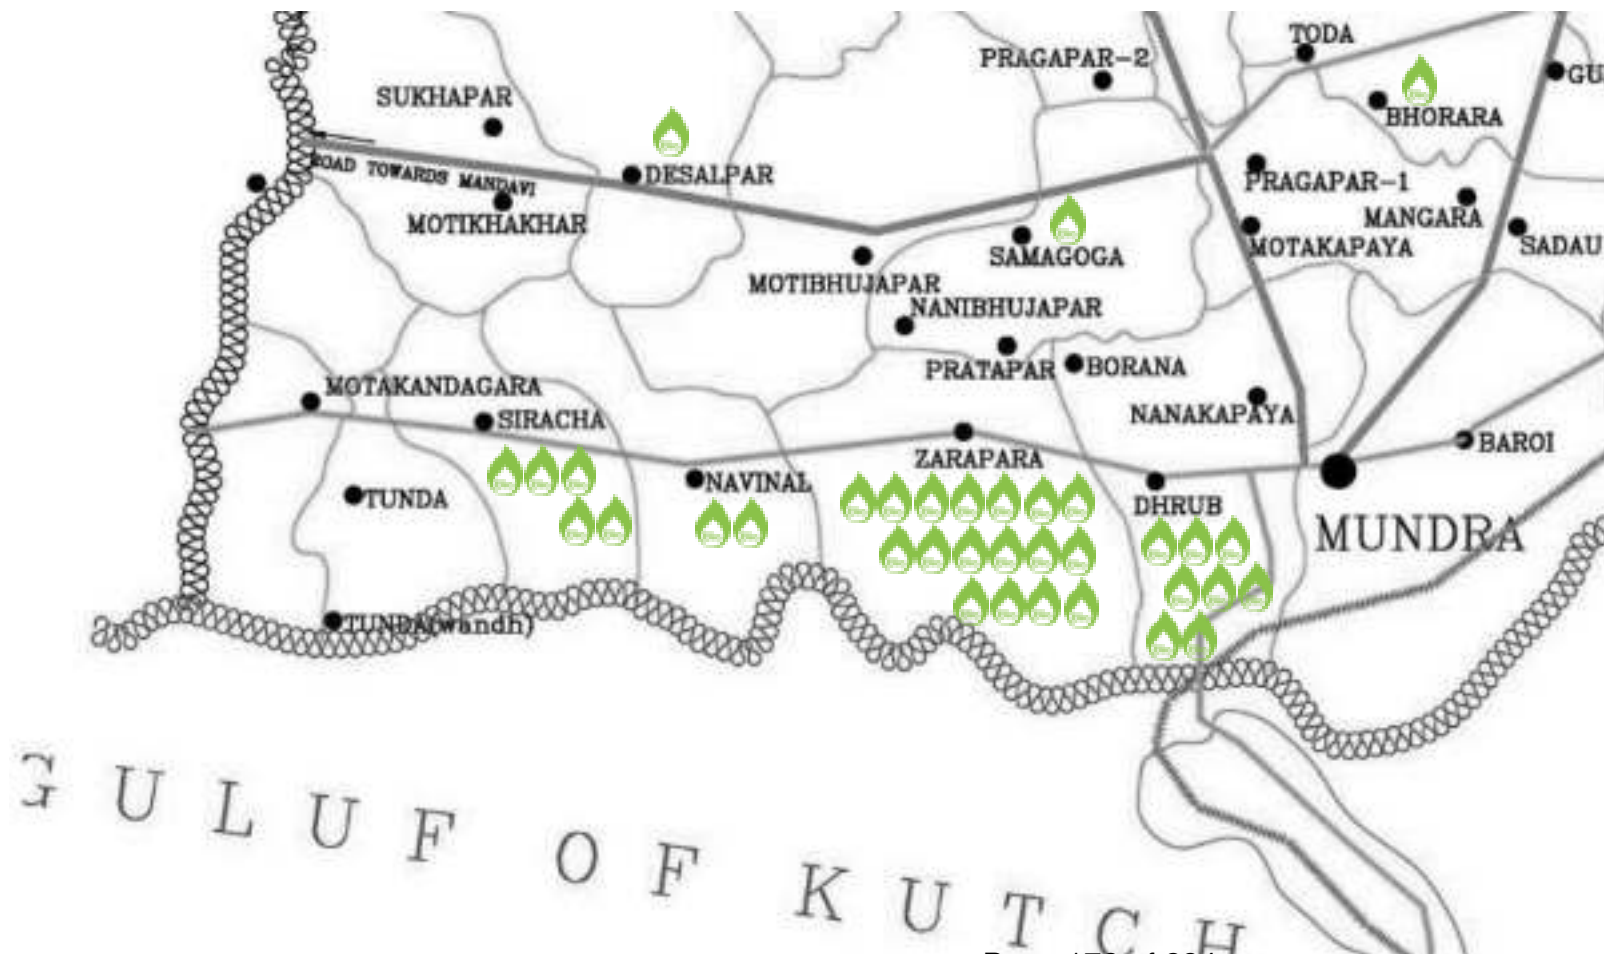 TODA
PRAGAPAR-2
GU
SUKHAPAR
BHORARA
ROAD TOWARDS MANDAVI
DESALPAR
PRAGAPAR-1
MANGARA
MOTIKHAKHAR
SAMAGOGA
MOTAKAPAYA
SADAU
MOTIBHUJAPAR
NANIBHUJAPAR
PRATAPAR
BORANA
MOTAKANDAGARA
NANAKAPAYA
SIRACHA
ZARAPARA
BAROI
TUNDA
NAVINAL
DHRUB
MUNDRA
TUNDA(wandh)
GULUF OF KUTCH